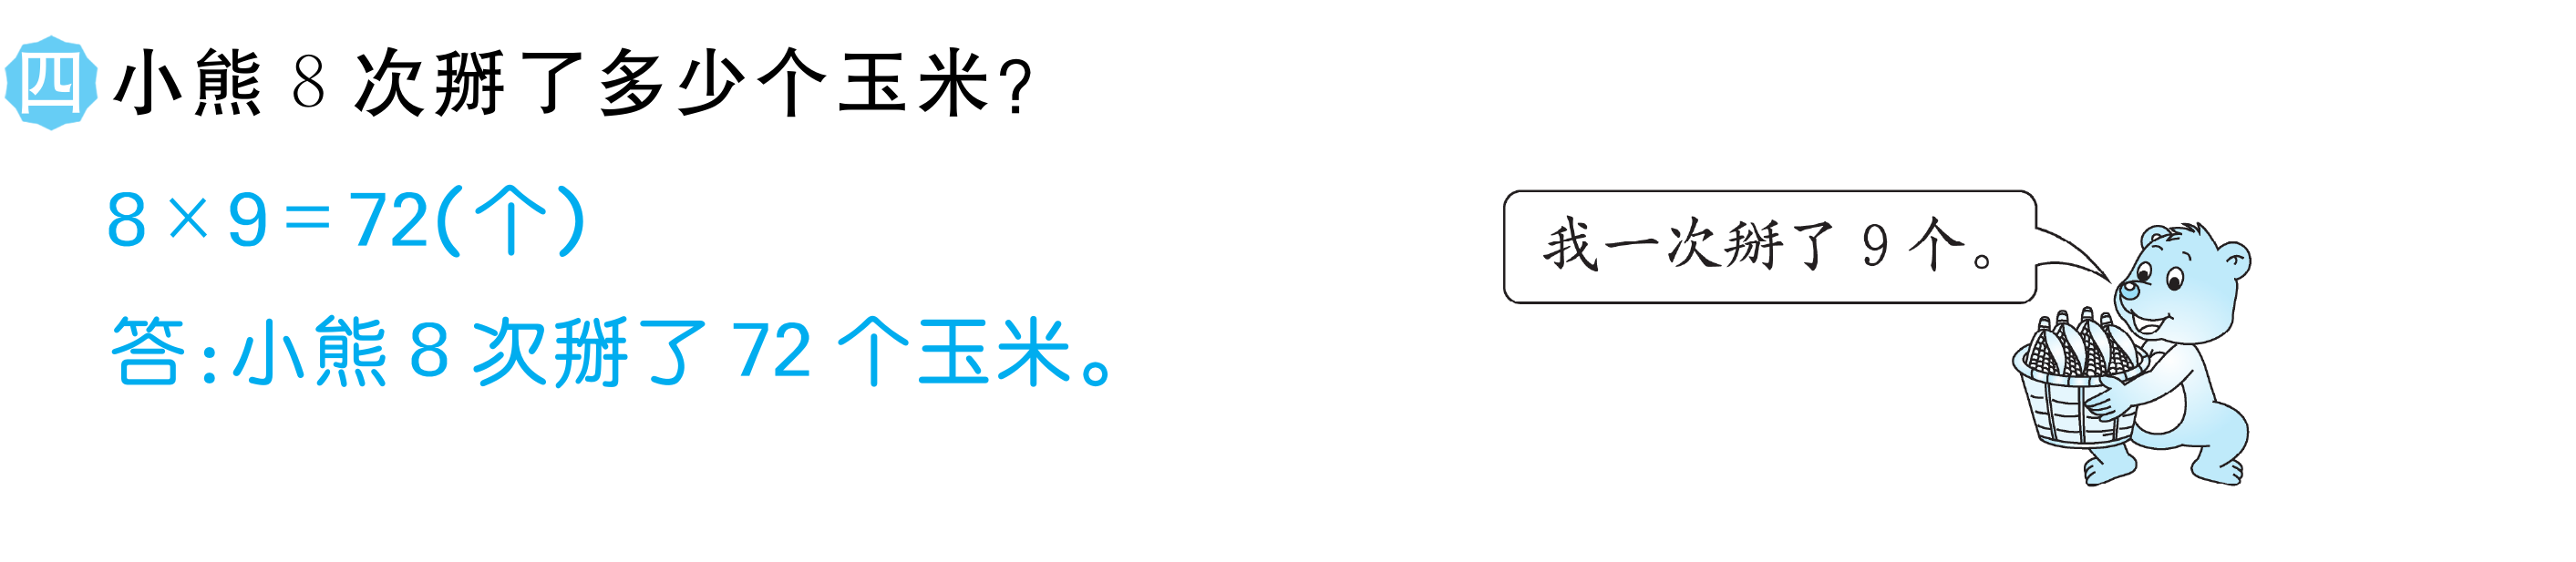 四 小熊 8 次掰了多少个玉米?
8×9=72(个)
我一次掰了 9 个。
答:小熊 8 次掰了 72 个玉米。